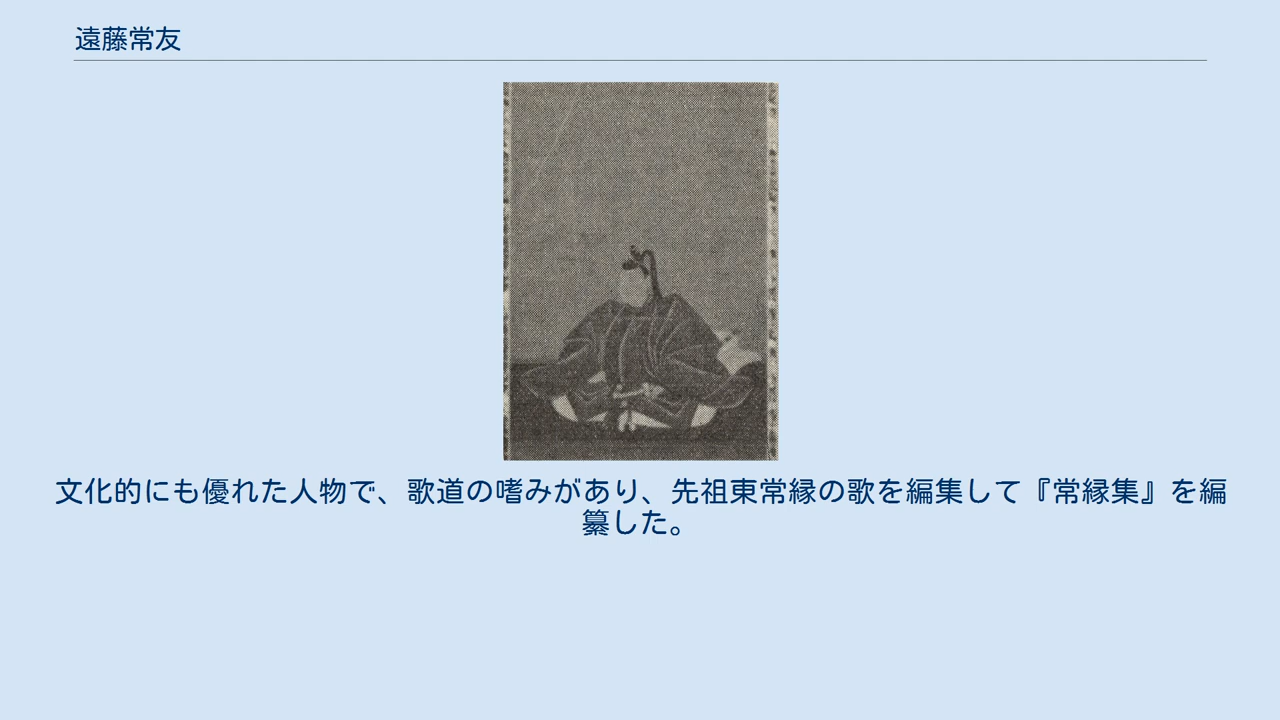 遠藤常友
文化的にも優れた人物で、歌道の嗜みがあり、先祖東常縁の歌を編集して『常縁集』を編
纂した。